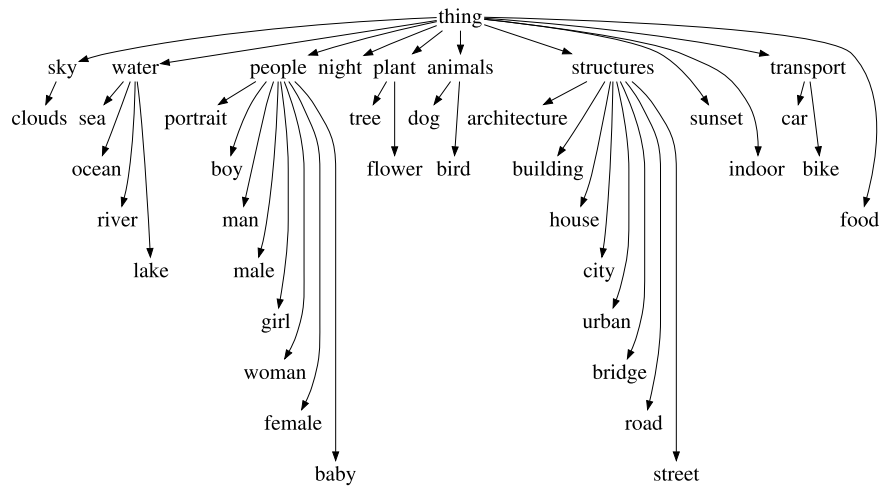 thing
sky water people night plant animals structures transport
clouds sea portrait tree dog architecture sunset car
ocean boy flower bird building indoor bike
river man house food
lake male city
girl urban
woman bridge
female road
baby street